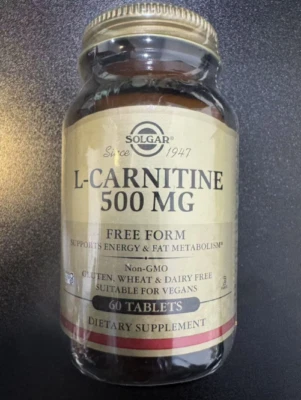 SOLGAR®
Since 1947
L-CARNITINE
500 MG
FREE FORM
SUPPORTS ENERGY & FAT METABOLISM*
NON-GMO
GLUTEN, WHEAT & DAIRY FREE
SUITABLE FOR VEGANS
60 TABLETS
DIETARY SUPPLEMENT